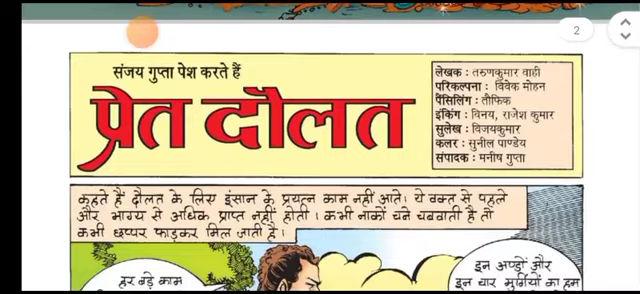 2
संजय गुप्ता पेश करते हैं
प्रेत दौलत
लेखक : तरुणकुमार वाही
परिकल्पना : विवेक मोहन
पैंसिलिंग : तौफिक
इंकिंग : विनय, राजेश कुमार
सुलेख : विजयकुमार
कलर : सुनील पाण्डेय
संपादक : मनीष गुप्ता
कहते हैं दौलत के लिए इंसान के प्रयत्न काम नहीं आते। ये वक्त से पहले
और भाग्य से अधिक प्राप्त नहीं होती। कभी नाकों चने चबवाती है तो
कभी छप्पर फाड़कर मिल जाती है।
हर बड़े काम
इन अण्डों और
इन चार मुर्गियों का हम